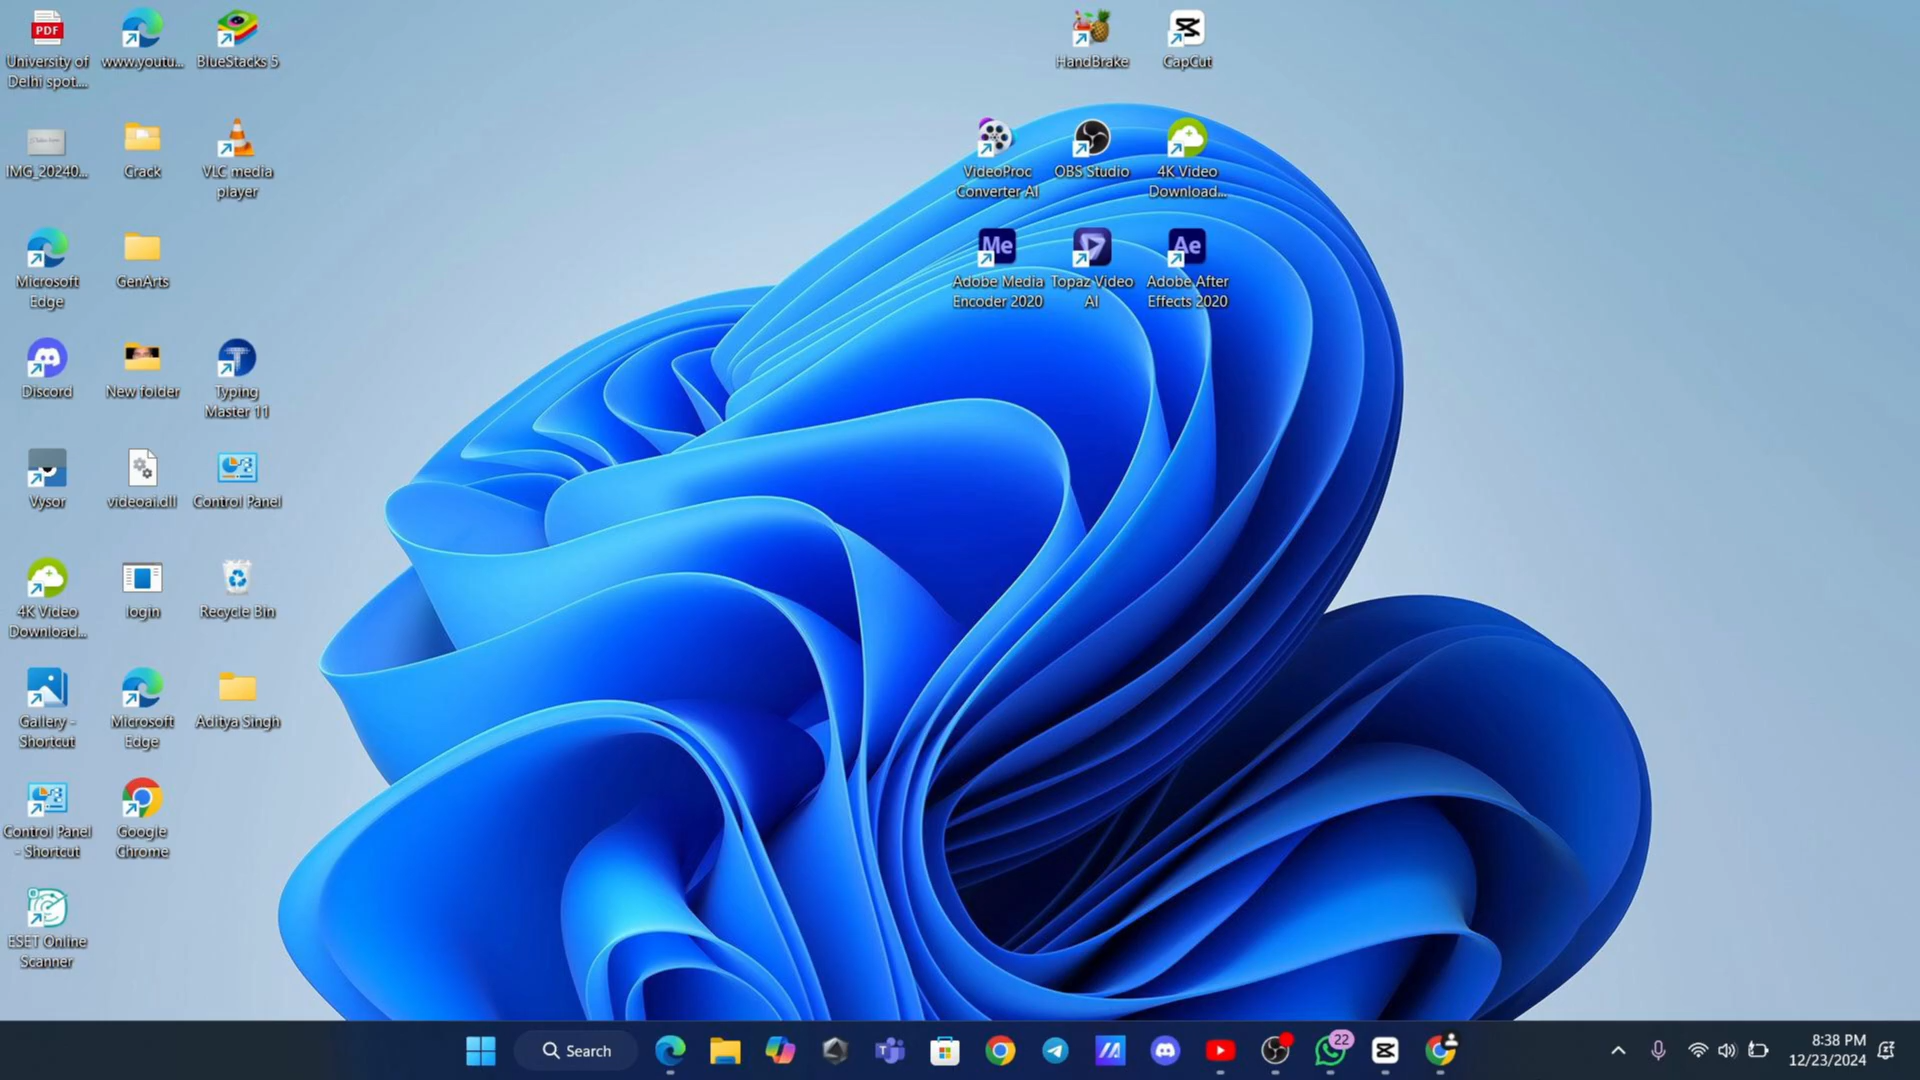 PDF
University of
Delhi spot...
www.youtu...
BlueStacks 5
HandBrake
CapCut
IMG_20240...
Crack
VLC media
player
VideoProc
Converter AI
OBS Studio
4K Video
Download...
Microsoft
Edge
GenArts
Me
Adobe Media
Encoder 2020
Topaz Video
AI
Ae
Adobe After
Effects 2020
Discord
New folder
Typing
Master 11
Vysor
videoai.dll
Control Panel
4K Video
Download...
login
Recycle Bin
Gallery -
Shortcut
Microsoft
Edge
Aditya Singh
Control Panel
- Shortcut
Google
Chrome
ESET Online
Scanner
Search
22
8:38 PM
12/23/2024